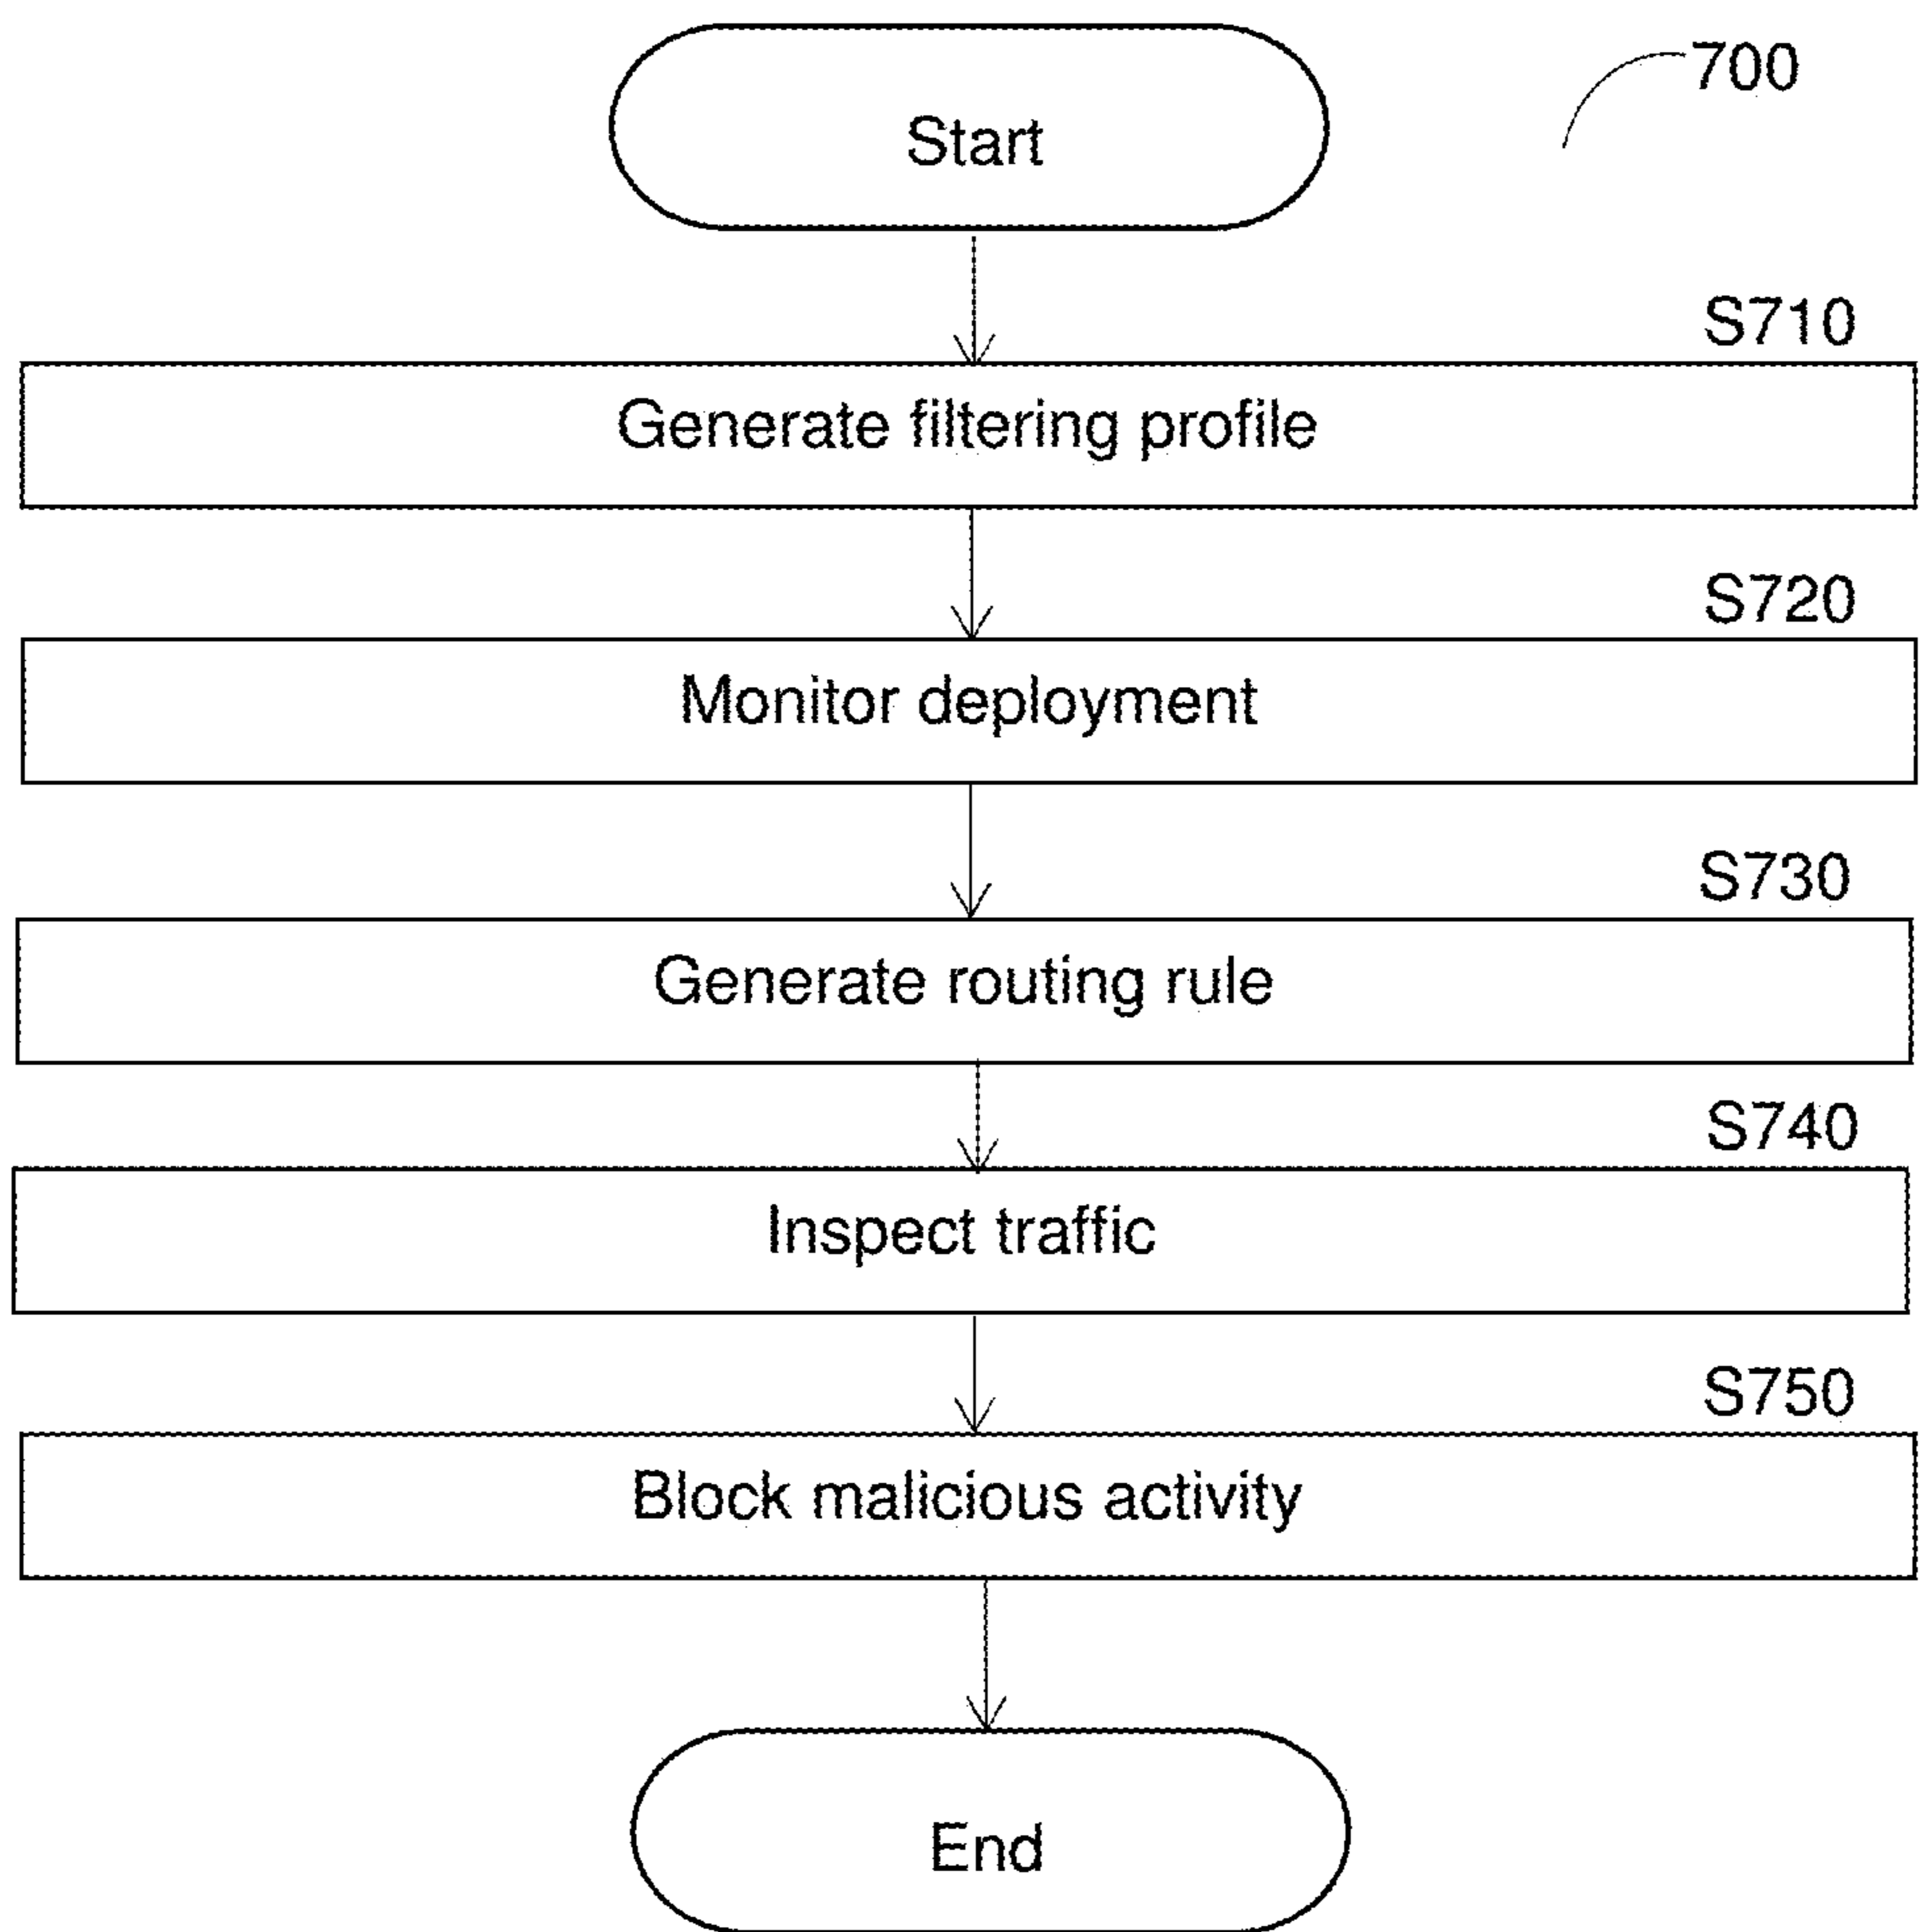 Start
700
S710
Generate filtering profile
S720
Monitor deployment
S730
Generate routing rule
S740
Inspect traffic
S750
Block malicious activity
End